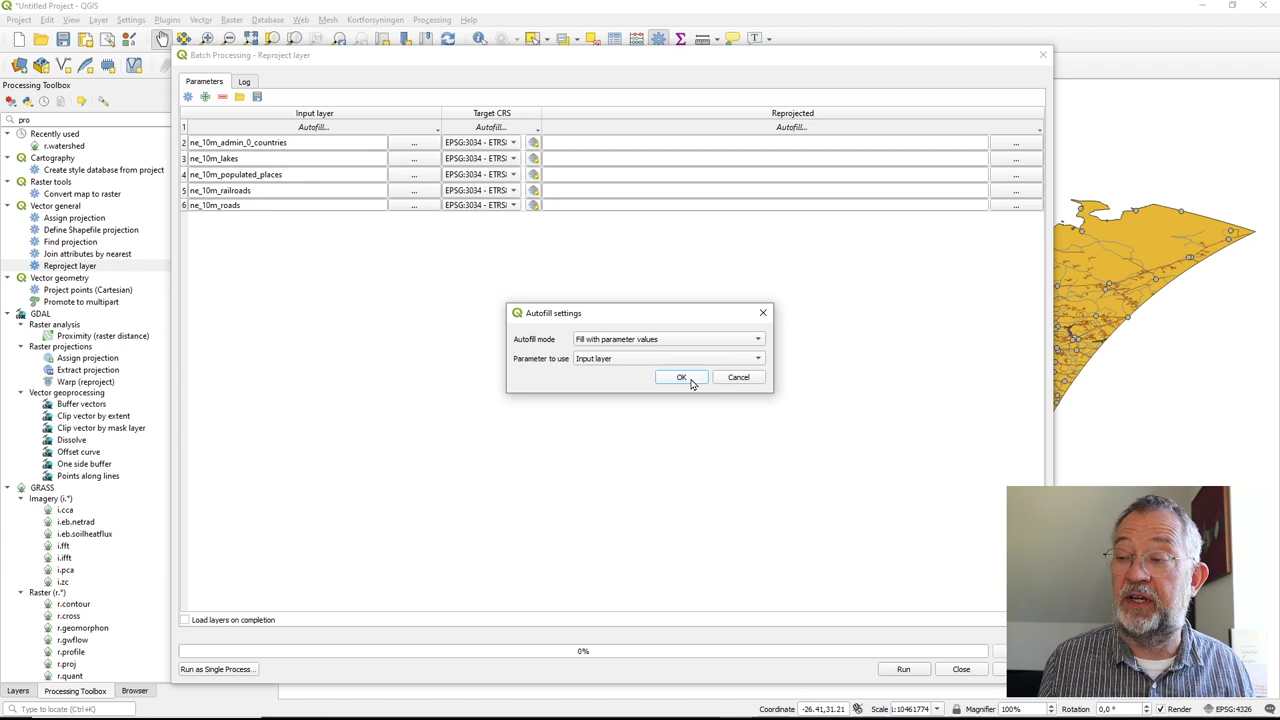 *Untitled Project - QGIS
Project Edit View Layer Settings Plugins Vector Raster Database Web Mesh Kortforsyningen Processing Help
Batch Processing - Reproject layer
Processing Toolbox
Parameters Log
pro
Input layer Target CRS Reprojected
1 Autofill... Autofill... Autofill...
2 ne_10m_admin_0_countries ... EPSG:3034 - ETRS ...
3 ne_10m_lakes ... EPSG:3034 - ETRS ...
4 ne_10m_populated_places ... EPSG:3034 - ETRS ...
5 ne_10m_railroads ... EPSG:3034 - ETRS ...
6 ne_10m_roads ... EPSG:3034 - ETRS ...
Recently used
r.watershed
Cartography
Create style database from project
Raster tools
Convert map to raster
Vector general
Assign projection
Define Shapefile projection
Find projection
Join attributes by nearest
Reproject layer
Vector geometry
Project points (Cartesian)
Promote to multipart
GDAL
Raster analysis
Proximity (raster distance)
Raster projections
Assign projection
Extract projection
Warp (reproject)
Vector geoprocessing
Buffer vectors
Clip vector by extent
Clip vector by mask layer
Dissolve
Offset curve
One side buffer
Points along lines
GRASS
Imagery (i.*)
i.cca
i.eb.netrad
i.eb.soilheatflux
i.fft
i.ifft
i.pca
i.zc
Raster (r.*)
r.contour
r.cross
r.geomorphon
r.gwflow
r.profile
r.proj
r.quant
Autofill settings
Autofill mode Fill with parameter values
Parameter to use Input layer
OK Cancel
Load layers on completion
0%
Run as Single Process... Run Close
Layers Processing Toolbox Browser
Type to locate (Ctrl+K) Coordinate -26.41,31.21 Scale 1:10461774 Magnifier 100% Rotation 0,0 ° Render EPSG:4326